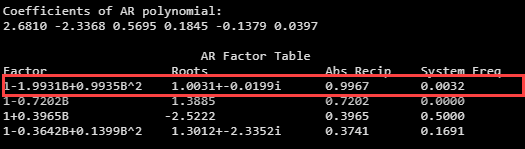 Coefficients of AR polynomial:
2.6810 -2.3368 0.5695 0.1845 -0.1379 0.0397
AR Factor Table
Factor Roots Abs Recip System Freq
1-1.9931B+0.9935B^2 1.0031+-0.0199i 0.9967 0.0032
1-0.7202B 1.3885 0.7202 0.0000
1+0.3965B -2.5222 0.3965 0.5000
1-0.3642B+0.1399B^2 1.3012+-2.3352i 0.3741 0.1691